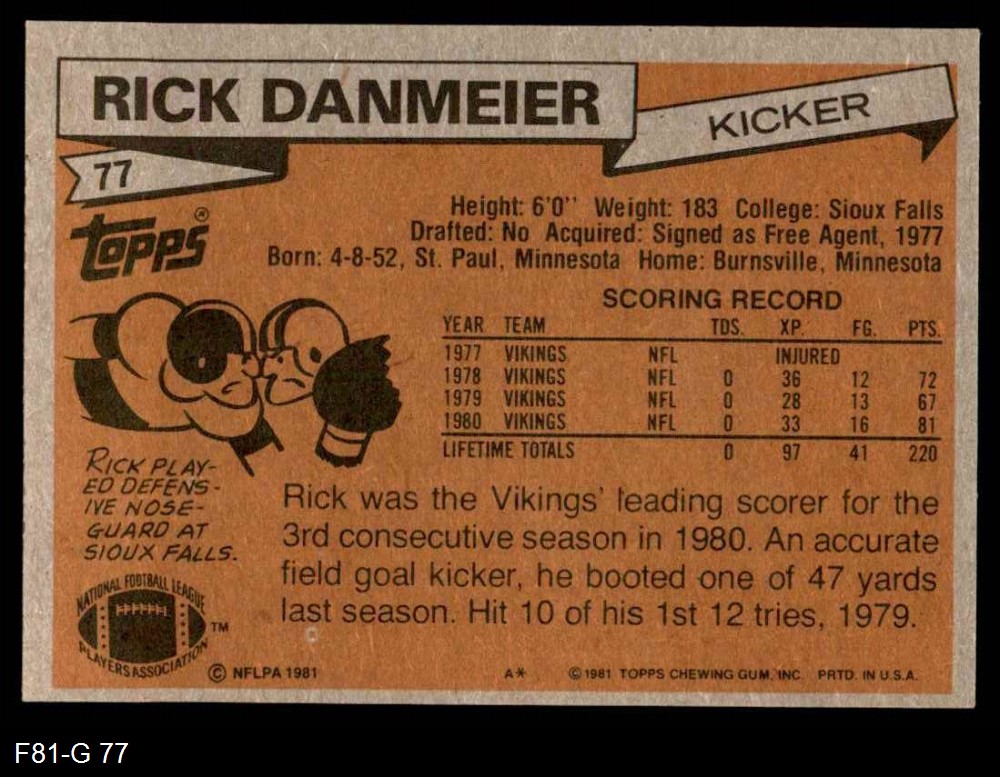 RICK DANMEIER
KICKER
77
TOPPS®
Height: 6'0'' Weight: 183 College: Sioux Falls
Drafted: No Acquired: Signed as Free Agent, 1977
Born: 4-8-52, St. Paul, Minnesota Home: Burnsville, Minnesota
SCORING RECORD
YEAR TEAM TDS. XP. FG. PTS.
1977 VIKINGS NFL INJURED
1978 VIKINGS NFL 0 36 12 72
1979 VIKINGS NFL 0 28 13 67
1980 VIKINGS NFL 0 33 16 81
LIFETIME TOTALS 0 97 41 220
RICK PLAY-
ED DEFENS-
IVE NOSE-
GUARD AT
SIOUX FALLS.
Rick was the Vikings' leading scorer for the
3rd consecutive season in 1980. An accurate
field goal kicker, he booted one of 47 yards
last season. Hit 10 of his 1st 12 tries, 1979.
NATIONAL FOOTBALL LEAGUE
PLAYERS ASSOCIATION
TM
© NFLPA 1981 A* © 1981 TOPPS CHEWING GUM, INC. PRTD. IN U.S.A.
F81-G 77